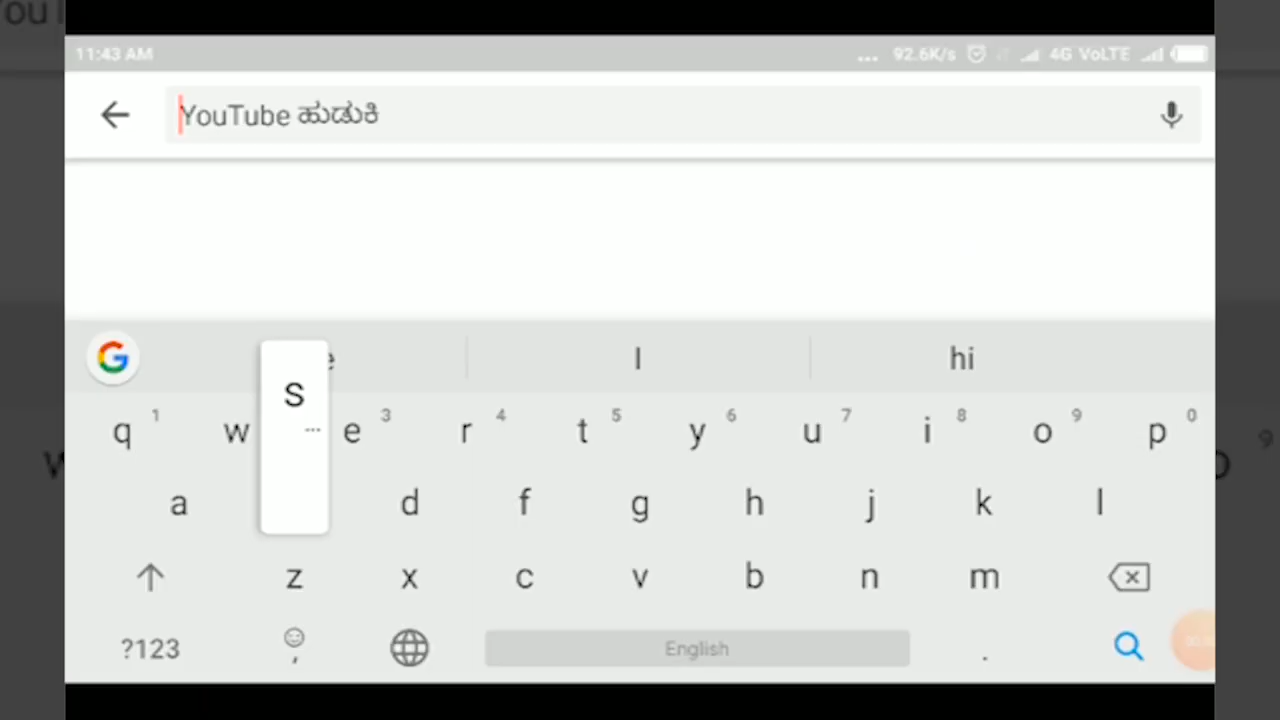 11:43 AM ... 92.6K/s 4G VoLTE
YouTube ಹುಡುಕಿ
I hi
S
q 1 w e 3 r 4 t 5 y 6 u 7 i 8 o 9 p 0
a d f g h j k l
z x c v b n m
?123 , English .